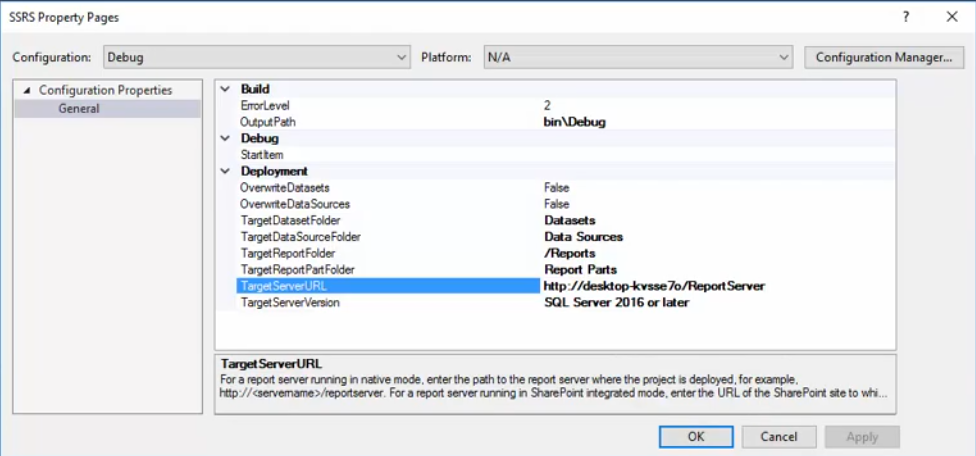 SSRS Property Pages
? X
Configuration: Debug Platform: N/A Configuration Manager...
Configuration Properties
General
Build
ErrorLevel 2
OutputPath bin\Debug
Debug
StartItem
Deployment
OverwriteDatasets False
OverwriteDataSources False
TargetDatasetFolder Datasets
TargetDataSourceFolder Data Sources
TargetReportFolder /Reports
TargetReportPartFolder Report Parts
TargetServerURL http://desktop-kvsse7o/ReportServer
TargetServerVersion SQL Server 2016 or later
TargetServerURL
For a report server running in native mode, enter the path to the report server where the project is deployed, for example,
http://<servername>/reportserver. For a report server running in SharePoint integrated mode, enter the URL of the SharePoint site to whi...
OK Cancel Apply